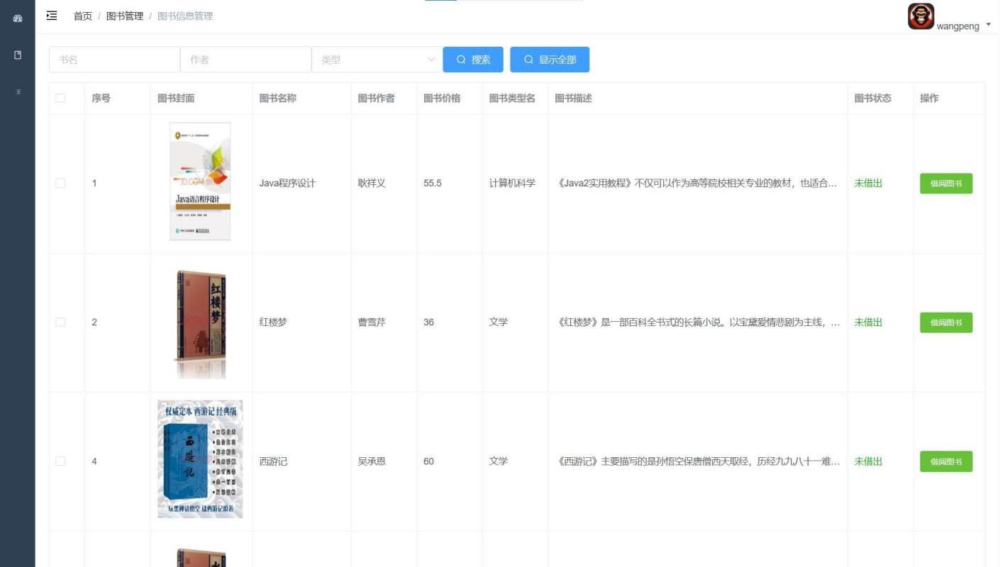 首页 / 图书管理 / 图书信息管理
wangpeng
书名 作者 类型 搜索 显示全部
序号 图书封面 图书名称 图书作者 图书价格 图书类型名 图书描述 图书状态 操作
Java语言程序设计
1 Java程序设计 耿祥义 55.5 计算机科学 《Java2实用教程》不仅可以作为高等院校相关专业的教材，也适合... 未借出 借阅图书
红楼梦
2 红楼梦 曹雪芹 36 文学 《红楼梦》是一部百科全书式的长篇小说。以宝黛爱情悲剧为主线，... 未借出 借阅图书
权威定本 西游记 经典版
西遊記
玩黑神话悟空 读西游记原著
4 西游记 吴承恩 60 文学 《西游记》主要描写的是孙悟空保唐僧西天取经，历经九九八十一难... 未借出 借阅图书